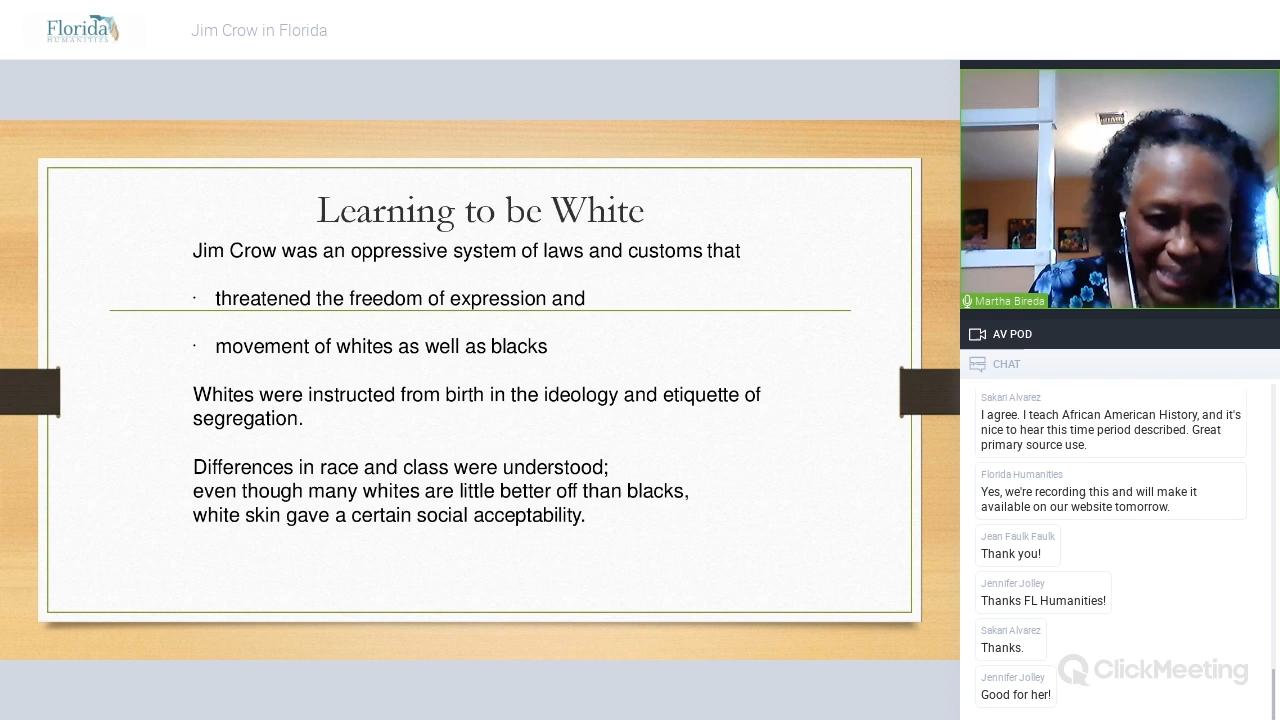 Florida
HUMANITIES
Jim Crow in Florida
Learning to be White
Jim Crow was an oppressive system of laws and customs that
· threatened the freedom of expression and
· movement of whites as well as blacks
Whites were instructed from birth in the ideology and etiquette of
segregation.
Differences in race and class were understood;
even though many whites are little better off than blacks,
white skin gave a certain social acceptability.
Martha Bireda
AV POD
CHAT
Sakari Alvarez
I agree. I teach African American History, and it's
nice to hear this time period described. Great
primary source use.
Florida Humanities
Yes, we're recording this and will make it
available on our website tomorrow.
Jean Faulk Faulk
Thank you!
Jennifer Jolley
Thanks FL Humanities!
Sakari Alvarez
Thanks.
ClickMeeting
Jennifer Jolley
Good for her!